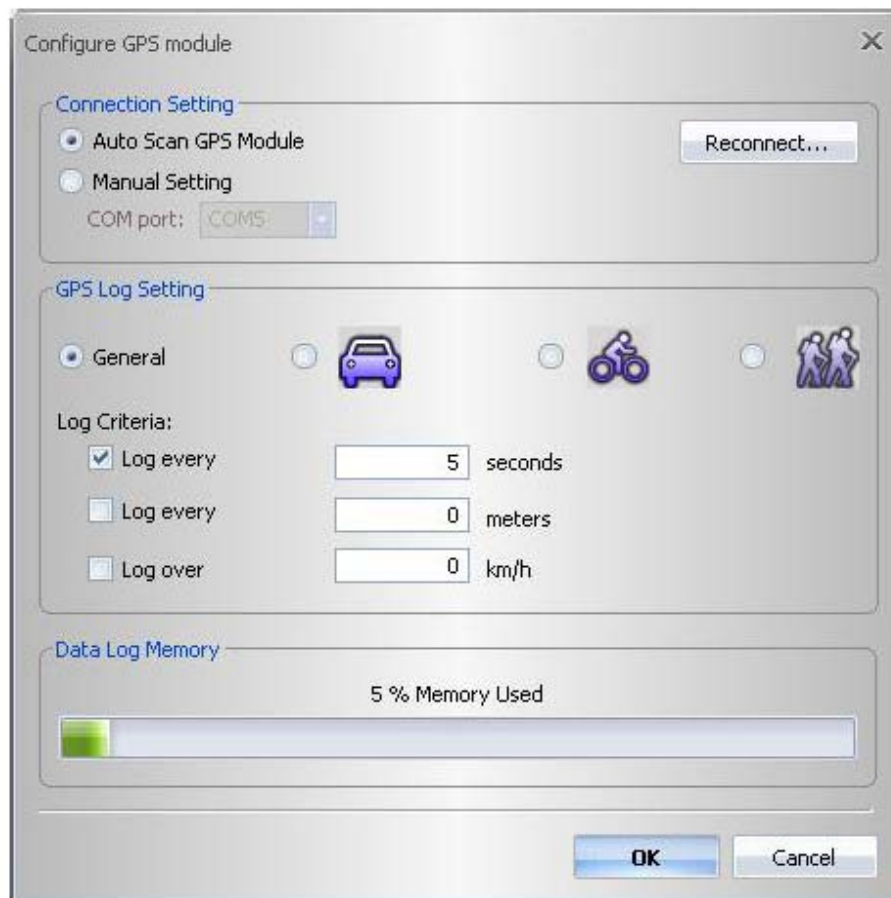 Configure GPS module
Connection Setting
Auto Scan GPS Module
Reconnect...
Manual Setting
COM port: COM5
GPS Log Setting
General
Log Criteria:
Log every 5 seconds
Log every 0 meters
Log over 0 km/h
Data Log Memory
5 % Memory Used
OK Cancel